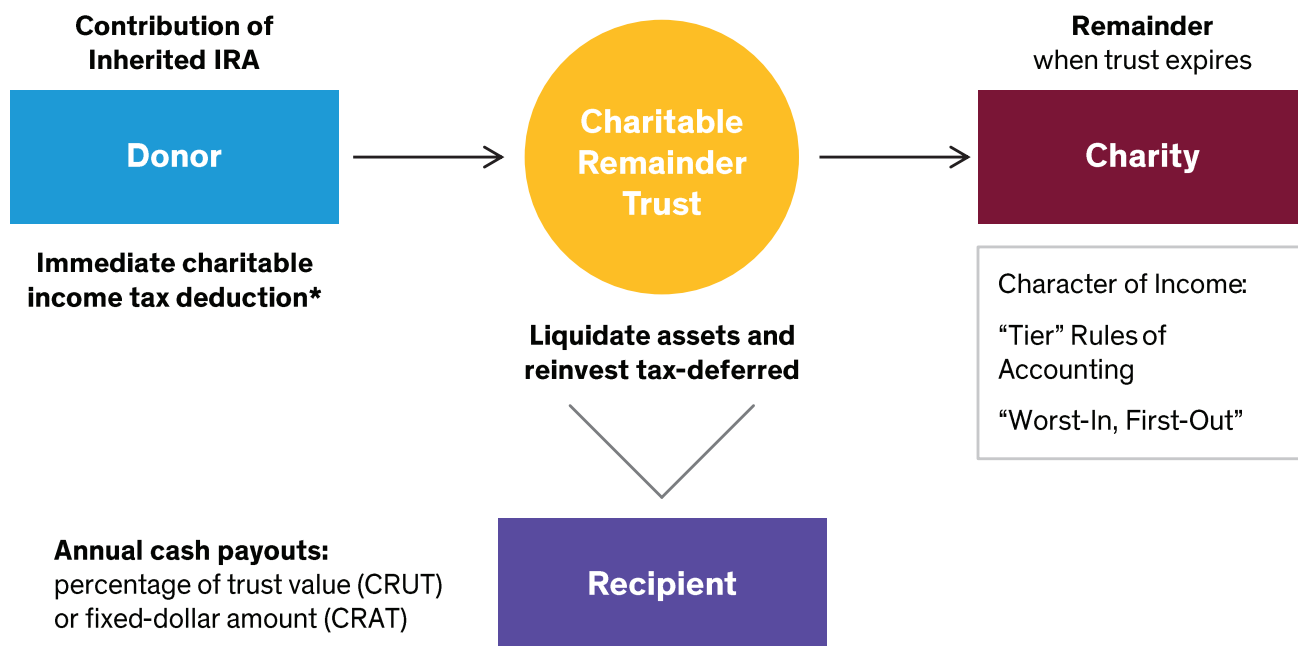 Contribution of
Inherited IRA
Donor
Immediate charitable
income tax deduction*
Charitable
Remainder
Trust
Liquidate assets and
reinvest tax-deferred
Remainder
when trust expires
Charity
Character of Income:
“Tier” Rules of
Accounting
“Worst-In, First-Out”
Annual cash payouts:
percentage of trust value (CRUT)
or fixed-dollar amount (CRAT)
Recipient